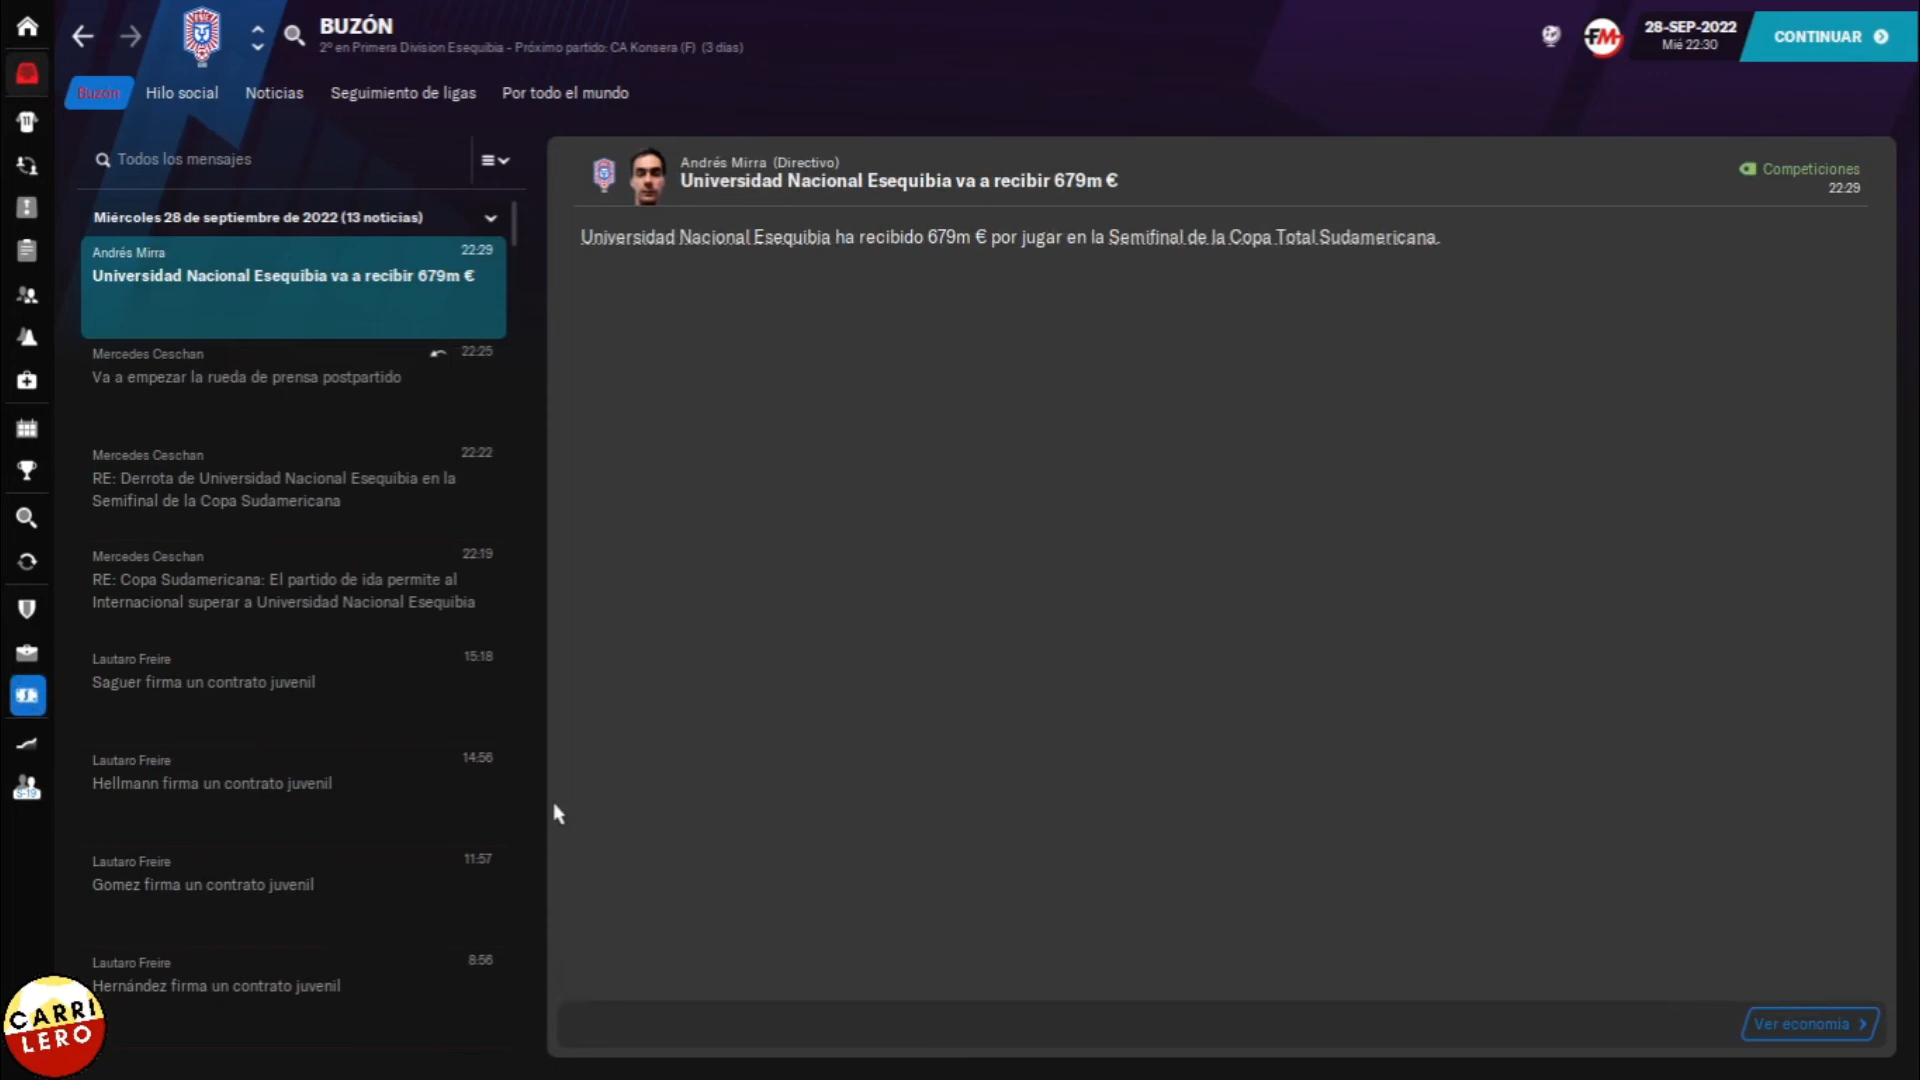 BUZÓN
2º en Primera Division Esequibia - Próximo partido: CA Konsera (F) (3 días)
FM
28-SEP-2022
Mié 22:30
CONTINUAR
Buzón
Hilo social
Noticias
Seguimiento de ligas
Por todo el mundo
Todos los mensajes
Miércoles 28 de septiembre de 2022 (13 noticias)
Andrés Mirra
22:29
Universidad Nacional Esequibia va a recibir 679m €
Mercedes Ceschan
22:25
Va a empezar la rueda de prensa postpartido
Mercedes Ceschan
22:22
RE: Derrota de Universidad Nacional Esequibia en la
Semifinal de la Copa Sudamericana
Mercedes Ceschan
22:19
RE: Copa Sudamericana: El partido de ida permite al
Internacional superar a Universidad Nacional Esequibia
Lautaro Freire
15:18
Saguer firma un contrato juvenil
Lautaro Freire
14:56
Hellmann firma un contrato juvenil
Lautaro Freire
11:57
Gomez firma un contrato juvenil
Lautaro Freire
8:56
Hernández firma un contrato juvenil
Andrés Mirra (Directivo)
Universidad Nacional Esequibia va a recibir 679m €
Competiciones
22:29
Universidad Nacional Esequibia ha recibido 679m € por jugar en la Semifinal de la Copa Total Sudamericana.
Ver economía
S-19
CARRI
LERO